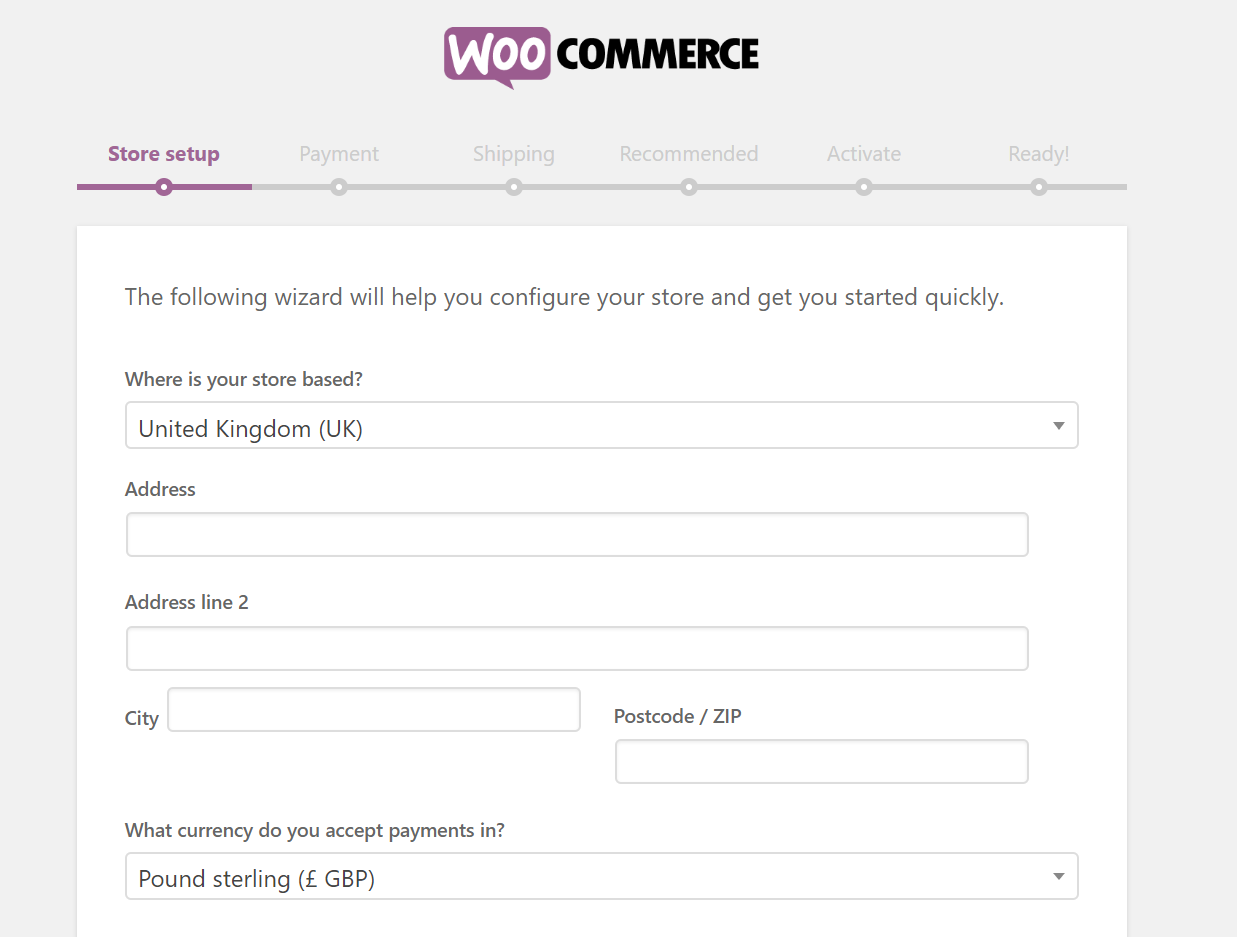 WOO COMMERCE
Store setup Payment Shipping Recommended Activate Ready!
The following wizard will help you configure your store and get you started quickly.
Where is your store based?
United Kingdom (UK)
Address
Address line 2
City Postcode / ZIP
What currency do you accept payments in?
Pound sterling (£ GBP)